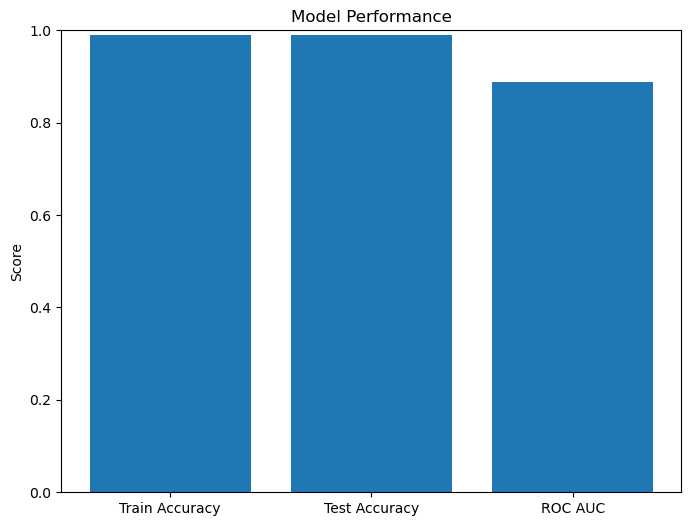 Model Performance
Score
1.0
0.8
0.6
0.4
0.2
0.0
Train Accuracy
Test Accuracy
ROC AUC